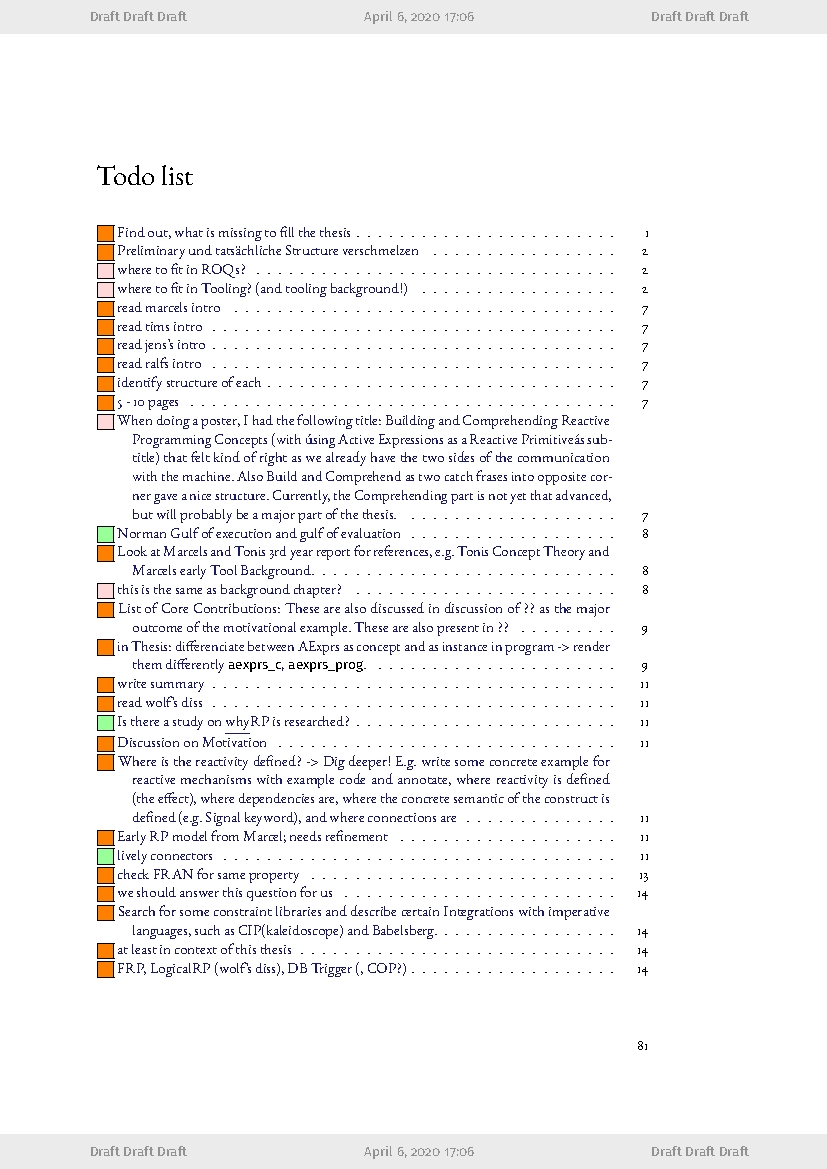 Draft Draft Draft April 6, 2020 17:06 Draft Draft Draft
Todo list
Find out, what is missing to fill the thesis . . . . . . . . . . . . . . . . . . . . . . . . 1
Preliminary und tatsächliche Structure verschmelzen . . . . . . . . . . . . . . . . . 2
where to fit in ROQs? . . . . . . . . . . . . . . . . . . . . . . . . . . . . . . . . . 2
where to fit in Tooling? (and tooling background!) . . . . . . . . . . . . . . . . . . 2
read marcels intro . . . . . . . . . . . . . . . . . . . . . . . . . . . . . . . . . . . 7
read tims intro . . . . . . . . . . . . . . . . . . . . . . . . . . . . . . . . . . . . 7
read jens's intro . . . . . . . . . . . . . . . . . . . . . . . . . . . . . . . . . . . . 7
read ralfs intro . . . . . . . . . . . . . . . . . . . . . . . . . . . . . . . . . . . . 7
identify structure of each . . . . . . . . . . . . . . . . . . . . . . . . . . . . . . . . 7
5 - 10 pages . . . . . . . . . . . . . . . . . . . . . . . . . . . . . . . . . . . . . . . 7
When doing a poster, I had the following title: Building and Comprehending Reactive
Programming Concepts (with úsing Active Expressions as a Reactive Primitiveás sub-
title) that felt kind of right as we already have the two sides of the communication
with the machine. Also Build and Comprehend as two catch frases into opposite cor-
ner gave a nice structure. Currently, the Comprehending part is not yet that advanced,
but will probably be a major part of the thesis. . . . . . . . . . . . . . . . . . . . 7
Norman Gulf of execution and gulf of evaluation . . . . . . . . . . . . . . . . . . . 8
Look at Marcels and Tonis 3rd year report for references, e.g. Tonis Concept Theory and
Marcels early Tool Background. . . . . . . . . . . . . . . . . . . . . . . . . . . . 8
this is the same as background chapter? . . . . . . . . . . . . . . . . . . . . . . . . 8
List of Core Contributions: These are also discussed in discussion of ?? as the major
outcome of the motivational example. These are also present in ?? . . . . . . . . . 9
in Thesis: differenciate between AExprs as concept and as instance in program -> render
them differently aexprs_c, aexprs_prog. . . . . . . . . . . . . . . . . . . . . . . 9
write summary . . . . . . . . . . . . . . . . . . . . . . . . . . . . . . . . . . . . . 11
read wolf's diss . . . . . . . . . . . . . . . . . . . . . . . . . . . . . . . . . . . . . 11
Is there a study on why RP is researched? . . . . . . . . . . . . . . . . . . . . . . . . 11
Discussion on Motivation . . . . . . . . . . . . . . . . . . . . . . . . . . . . . . . 11
Where is the reactivity defined? -> Dig deeper! E.g. write some concrete example for
reactive mechanisms with example code and annotate, where reactivity is defined
(the effect), where dependencies are, where the concrete semantic of the construct is
defined (e.g. Signal keyword), and where connections are . . . . . . . . . . . . . . 11
Early RP model from Marcel; needs refinement . . . . . . . . . . . . . . . . . . . . 11
lively connectors . . . . . . . . . . . . . . . . . . . . . . . . . . . . . . . . . . . . 11
check FRAN for same property . . . . . . . . . . . . . . . . . . . . . . . . . . . . 13
we should answer this question for us . . . . . . . . . . . . . . . . . . . . . . . . . 14
Search for some constraint libraries and describe certain Integrations with imperative
languages, such as CIP(kaleidoscope) and Babelsberg. . . . . . . . . . . . . . . . . 14
at least in context of this thesis . . . . . . . . . . . . . . . . . . . . . . . . . . . . . 14
FRP, LogicalRP (wolf's diss), DB Trigger (, COP?) . . . . . . . . . . . . . . . . . . . 14
81
Draft Draft Draft April 6, 2020 17:06 Draft Draft Draft